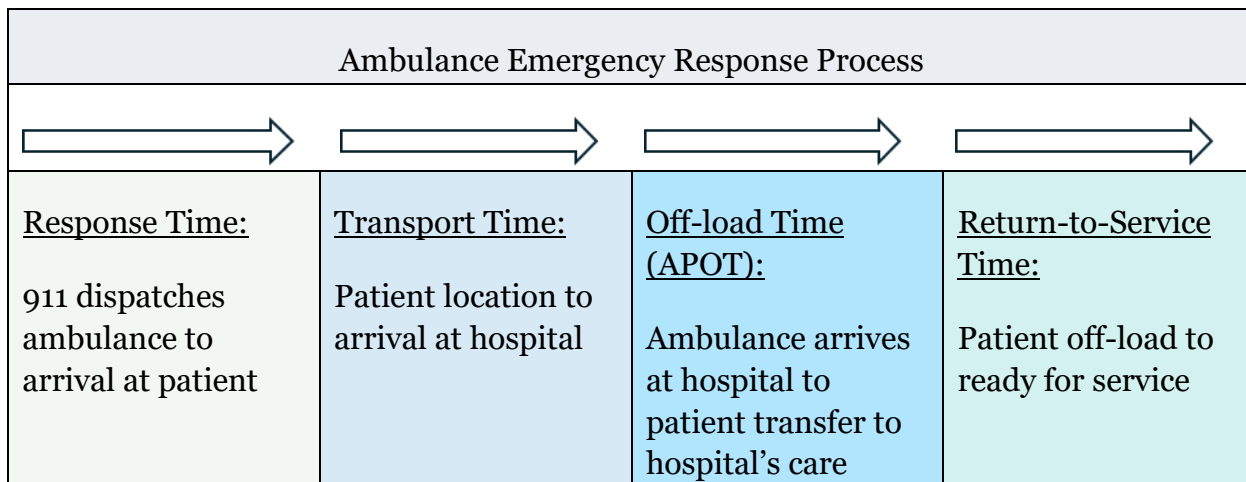 Ambulance Emergency Response Process
Response Time:
911 dispatches
ambulance to
arrival at patient
Transport Time:
Patient location to
arrival at hospital
Off-load Time
(APOT):
Ambulance arrives
at hospital to
patient transfer to
hospital’s care
Return-to-Service
Time:
Patient off-load to
ready for service